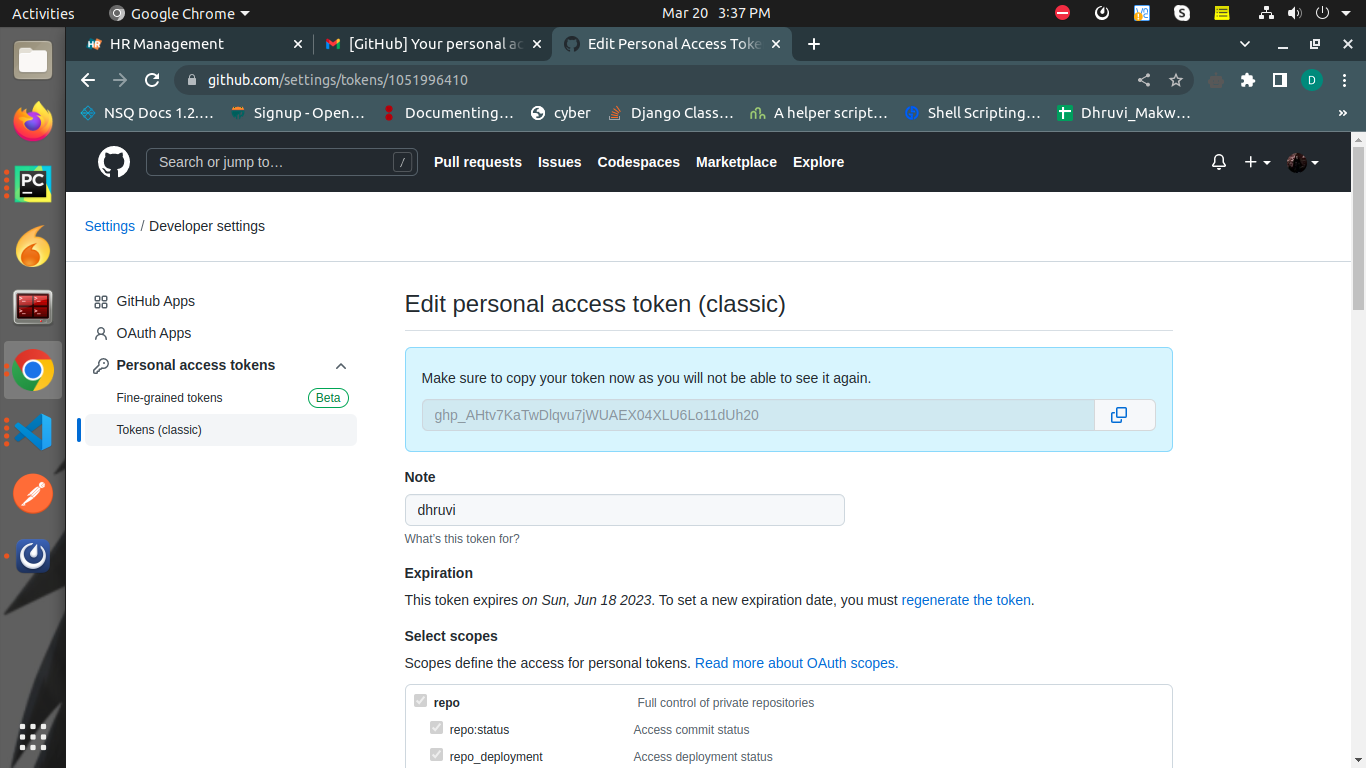 Activities
Google Chrome
Mar 20 3:37 PM
HR Management
[GitHub] Your personal ac
Edit Personal Access Toke
github.com/settings/tokens/1051996410
D
NSQ Docs 1.2.…
Signup - Open…
Documenting…
cyber
Django Class…
A helper script…
Shell Scripting…
Dhruvi_Makw…
»
Search or jump to…
/
Pull requests
Issues
Codespaces
Marketplace
Explore
Settings / Developer settings
GitHub Apps
OAuth Apps
Personal access tokens
Fine-grained tokens
Beta
Tokens (classic)
Edit personal access token (classic)
Make sure to copy your token now as you will not be able to see it again.
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
Note
dhruvi
What's this token for?
Expiration
This token expires on Sun, Jun 18 2023. To set a new expiration date, you must regenerate the token.
Select scopes
Scopes define the access for personal tokens. Read more about OAuth scopes.
repo Full control of private repositories
repo:status Access commit status
repo_deployment Access deployment status